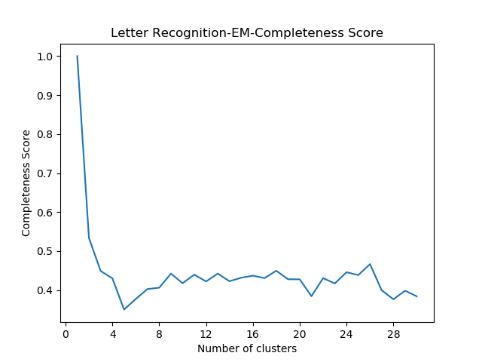 Letter Recognition-EM-Completeness Score
1.0
0.9
0.8
0.7
0.6
0.5
0.4
Completeness Score
0 4 8 12 16 20 24 28
Number of clusters